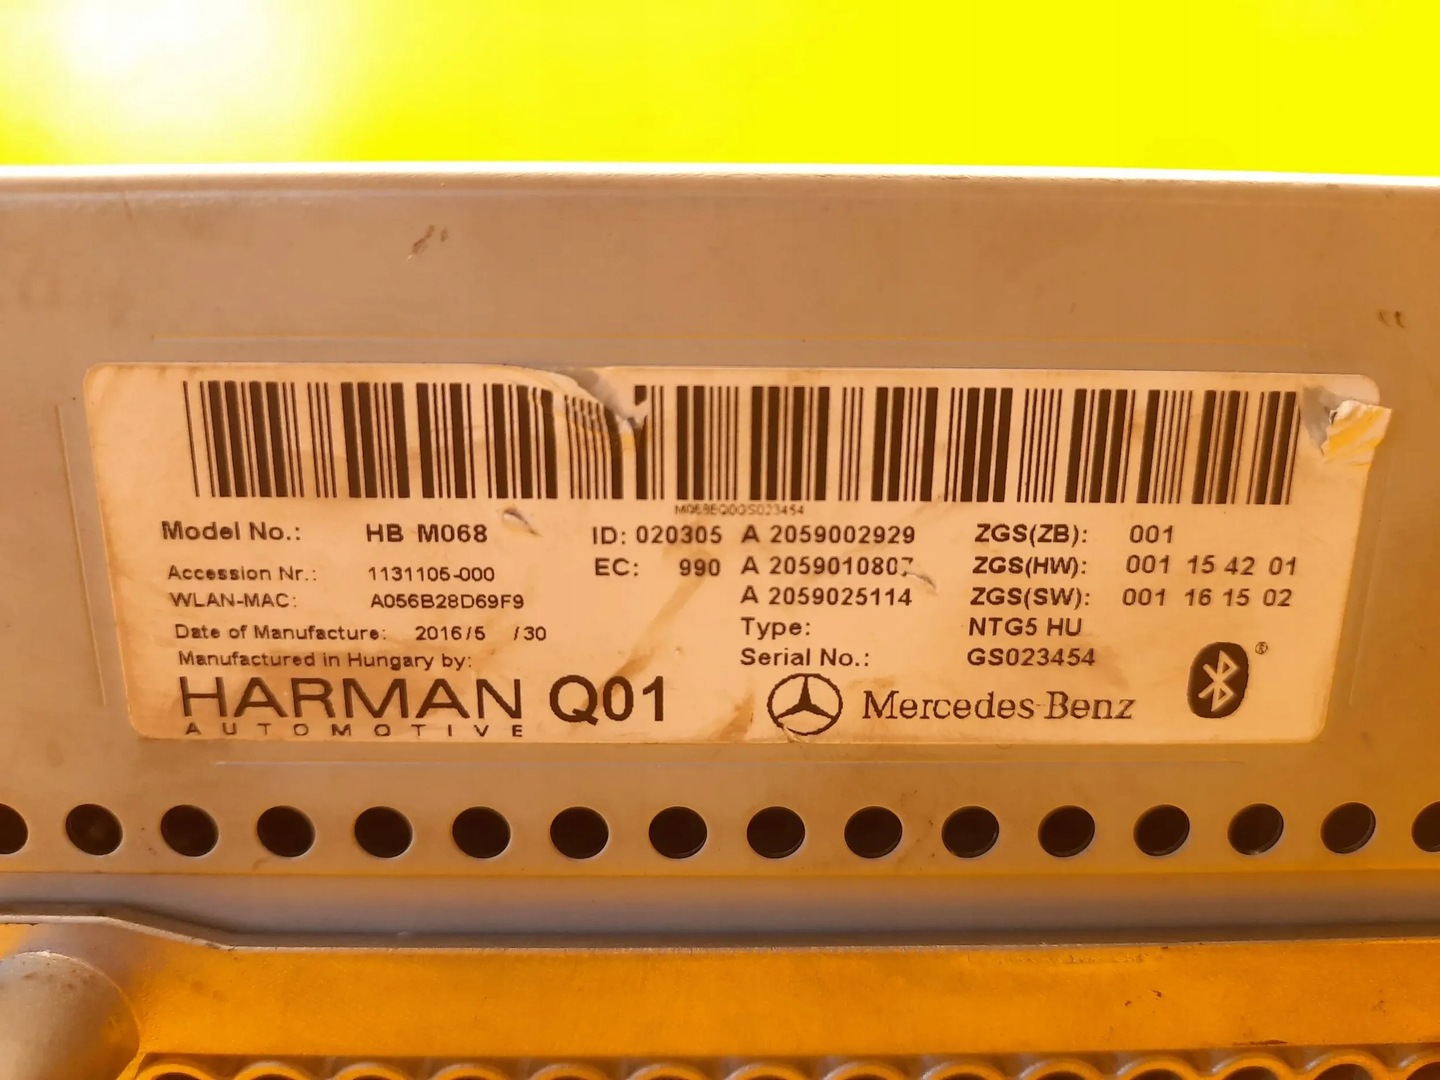 M068EQ0GS023454
Model No.: HB M068 ID: 020305 A 2059002929 ZGS(ZB): 001
Accession Nr.: 1131105-000 EC: 990 A 2059010807 ZGS(HW): 001 15 42 01
WLAN-MAC: A056B28D69F9 A 2059025114 ZGS(SW): 001 16 15 02
Date of Manufacture: 2016/5 /30 Type: NTG5 HU
Manufactured in Hungary by: Serial No.: GS023454
HARMAN Q01 Mercedes-Benz ®
AUTOMOTIVE